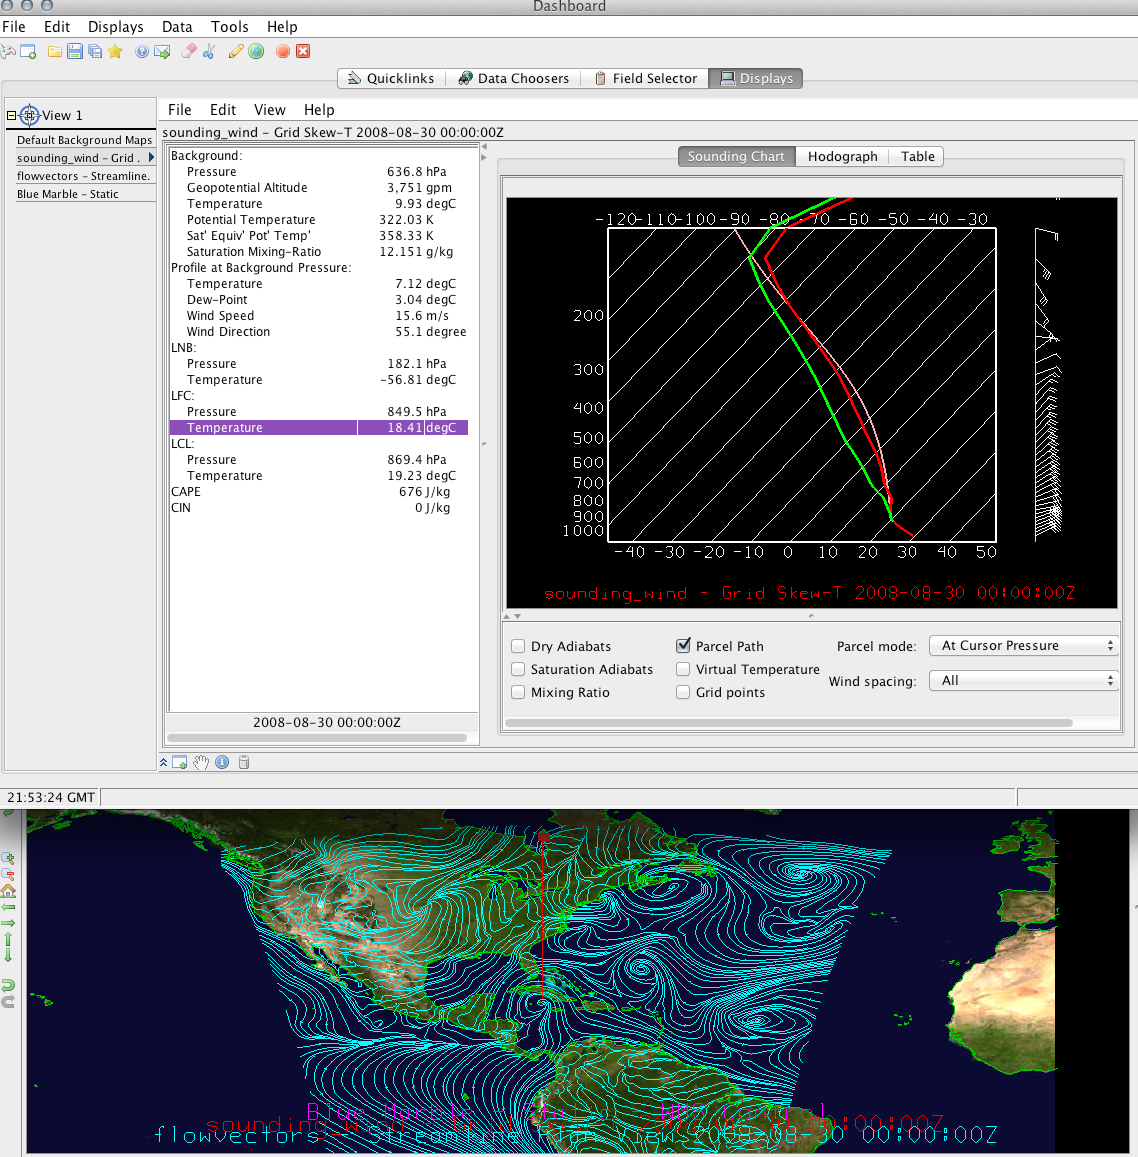 Dashboard
File Edit Displays Data Tools Help
Quicklinks Data Choosers Field Selector Displays
View 1
Default Background Maps
sounding_wind – Grid .
flowvectors – Streamline.
Blue Marble – Static
File Edit View Help
sounding_wind – Grid Skew-T 2008-08-30 00:00:00Z
Background:
Pressure 636.8 hPa
Geopotential Altitude 3,751 gpm
Temperature 9.93 degC
Potential Temperature 322.03 K
Sat' Equiv' Pot' Temp' 358.33 K
Saturation Mixing-Ratio 12.151 g/kg
Profile at Background Pressure:
Temperature 7.12 degC
Dew-Point 3.04 degC
Wind Speed 15.6 m/s
Wind Direction 55.1 degree
LNB:
Pressure 182.1 hPa
Temperature -56.81 degC
LFC:
Pressure 849.5 hPa
Temperature 18.41 degC
LCL:
Pressure 869.4 hPa
Temperature 19.23 degC
CAPE 676 J/kg
CIN 0 J/kg
2008-08-30 00:00:00Z
Sounding Chart Hodograph Table
-120 -110 -100 -90 -80 -70 -60 -50 -40 -30
200
300
400
500
600
700
800
900
1000
-40 -30 -20 -10 0 10 20 30 40 50
sounding_wind - Grid Skew-T 2008-08-30 00:00:00Z
Dry Adiabats Parcel Path Parcel mode: At Cursor Pressure
Saturation Adiabats Virtual Temperature
Wind spacing: All
Mixing Ratio Grid points
21:53:24 GMT
Blue Marble
sounding_wind 00:00Z
flowvectors - Streamline View 2008-08-30 00:00:00Z